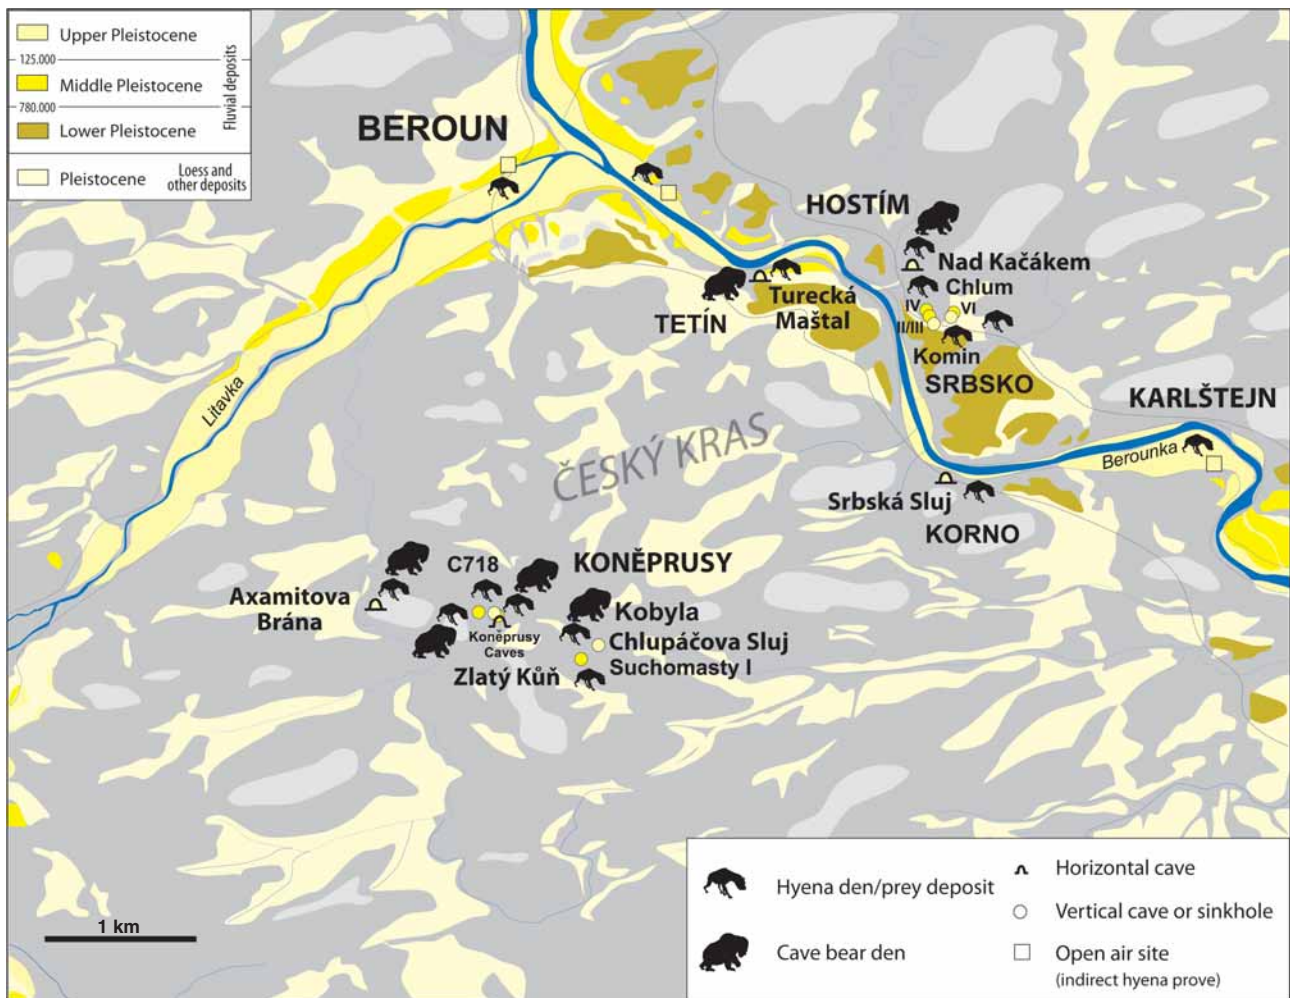 Upper Pleistocene
125.000
Middle Pleistocene
780.000
Lower Pleistocene
Fluvial deposits
Pleistocene
Loess and
other deposits
BEROUN
HOSTÍM
Nad Kačákem
Chlum
IV
VI
II/III
Komin
SRBSKO
TETÍN
Turecká
Maštal
KARLŠTEJN
Berounka
Litavka
ČESKÝ KRAS
Srbská Sluj
KORNO
C718
KONĚPRUSY
Axamitova
Brána
Koněprusy
Caves
Kobyla
Chlupáčova Sluj
Suchomasty I
Zlatý Kůň
1 km
Hyena den/prey deposit
Cave bear den
Horizontal cave
Vertical cave or sinkhole
Open air site
(indirect hyena prove)